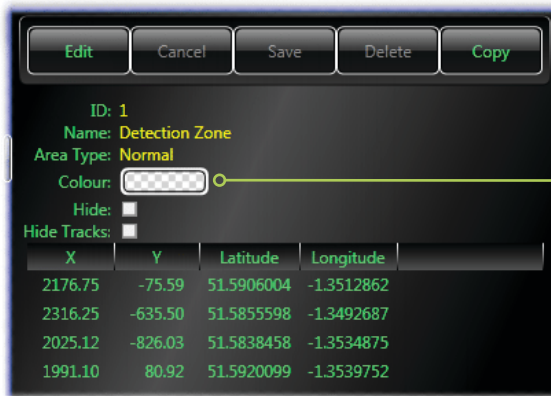 Edit Cancel Save Delete Copy
ID: 1
Name: Detection Zone
Area Type: Normal
Colour:
Hide:
Hide Tracks:
X Y Latitude Longitude
2176.75 -75.59 51.5906004 -1.3512862
2316.25 -635.50 51.5855598 -1.3492687
2025.12 -826.03 51.5838458 -1.3534875
1991.10 80.92 51.5920099 -1.3539752